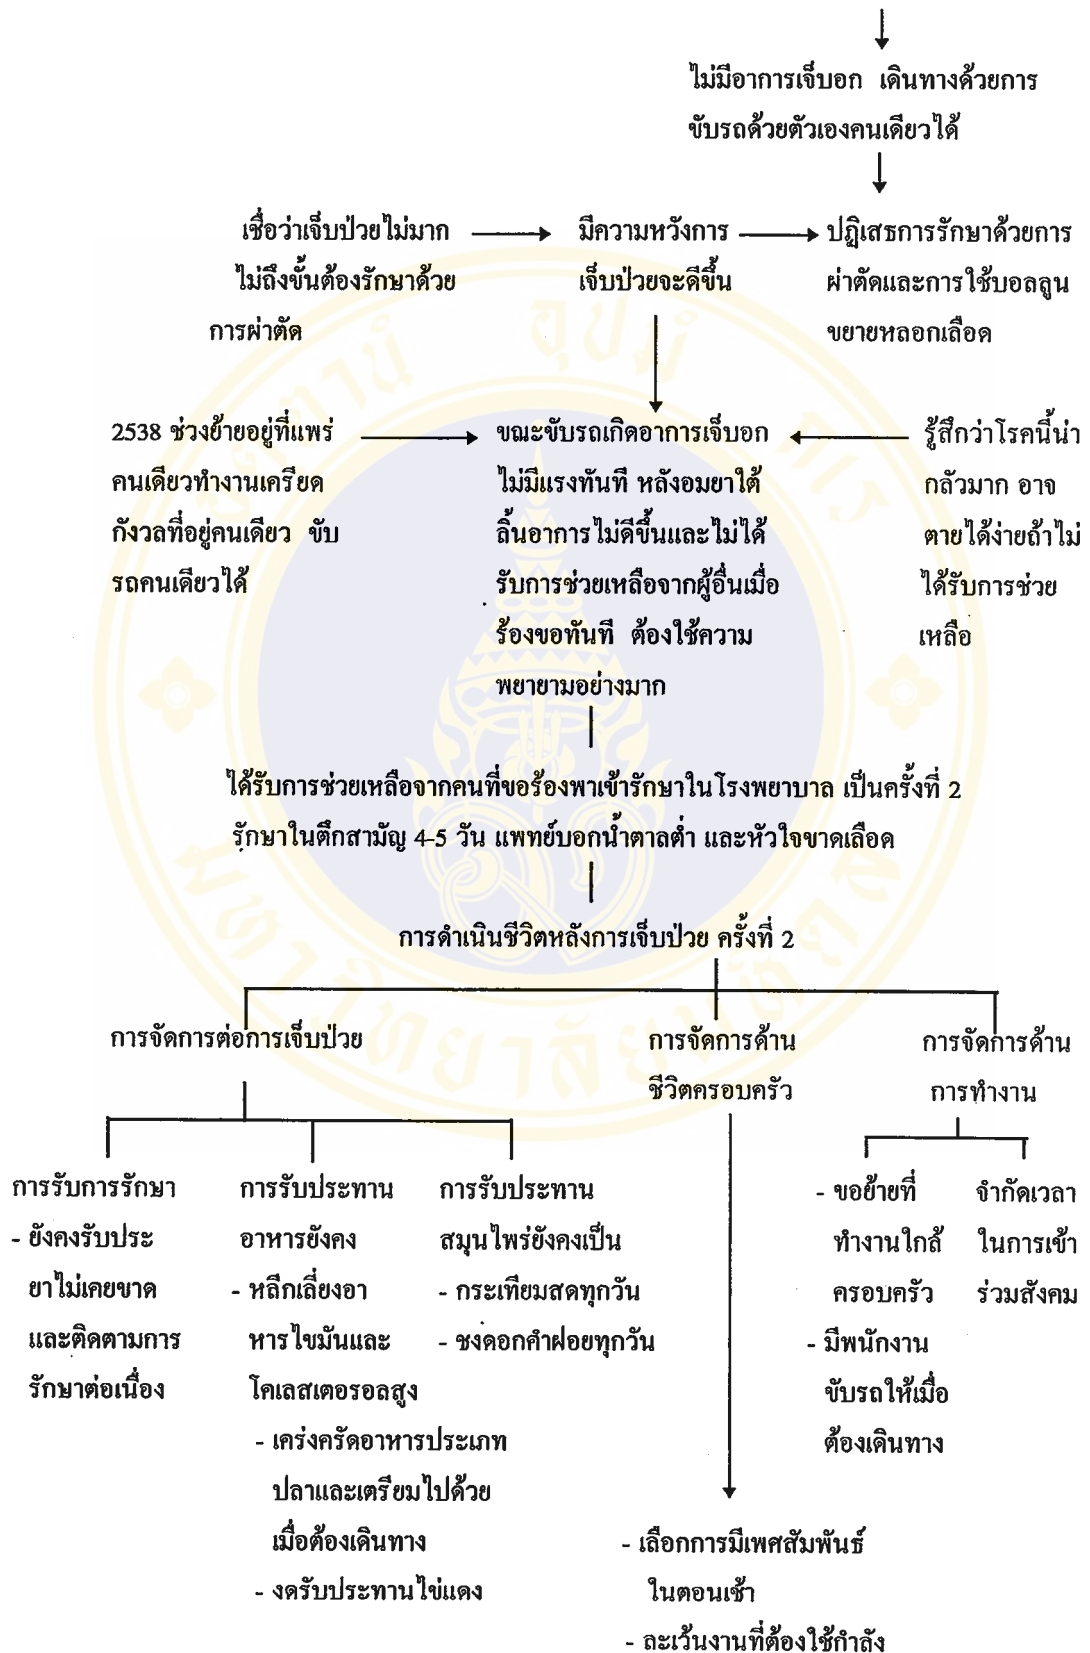 ไม่มีอาการเจ็บอก เดินทางด้วยการ
ขับรถด้วยตัวเองคนเดียวได้
เชื่อว่าเจ็บป่วยไม่มาก
ไม่ถึงขั้นต้องรักษาด้วย
การผ่าตัด
มีความหวังการ
เจ็บป่วยจะดีขึ้น
ปฏิเสธการรักษาด้วยการ
ผ่าตัดและการใช้บอลลูน
ขยายหลอกเลือด
2538 ช่วงย้ายอยู่ที่แพร่
คนเดียวทำงานเครียด
กังวลที่อยู่คนเดียว ขับ
รถคนเดียวได้
ขณะขับรถเกิดอาการเจ็บอก
ไม่มีแรงทันที หลังอมยาใต้
ลิ้นอาการไม่ดีขึ้นและไม่ได้
รับการช่วยเหลือจากผู้อื่นเมื่อ
ร้องขอทันที ต้องใช้ความ
พยายามอย่างมาก
รู้สึกว่าโรคนี้น่า
กลัวมาก อาจ
ตายได้ง่ายถ้าไม่
ได้รับการช่วย
เหลือ
ได้รับการช่วยเหลือจากคนที่ขอร้องพาเข้ารักษาในโรงพยาบาล เป็นครั้งที่ 2
รักษาในตึกสามัญ 4-5 วัน แพทย์บอกน้ำตาลต่ำ และหัวใจขาดเลือด
การดำเนินชีวิตหลังการเจ็บป่วย ครั้งที่ 2
การจัดการต่อการเจ็บป่วย
การจัดการด้าน
ชีวิตครอบครัว
การจัดการด้าน
การทำงาน
การรับการรักษา
- ยังคงรับประ
ยาไม่เคยขาด
และติดตามการ
รักษาต่อเนื่อง
การรับประทาน
อาหารยังคง
- หลีกเลี่ยงอา
หารไขมันและ
โคเลสเตอรอลสูง
- เคร่งครัดอาหารประเภท
ปลาและเตรียมไปด้วย
เมื่อต้องเดินทาง
- งดรับประทานไข่แดง
การรับประทาน
สมุนไพร่ยังคงเป็น
- กระเทียมสดทุกวัน
- ชงดอกคำฝอยทุกวัน
- เลือกการมีเพศสัมพันธ์
ในตอนเช้า
- ละเว้นงานที่ต้องใช้กำลัง
- ขอย้ายที่
ทำงานใกล้
ครอบครัว
- มีพนักงาน
ขับรถให้เมื่อ
ต้องเดินทาง
จำกัดเวลา
ในการเข้า
ร่วมสังคม
อตฺตานํ อุปมํ กเร
มหาวิทยาลัยมหิดล